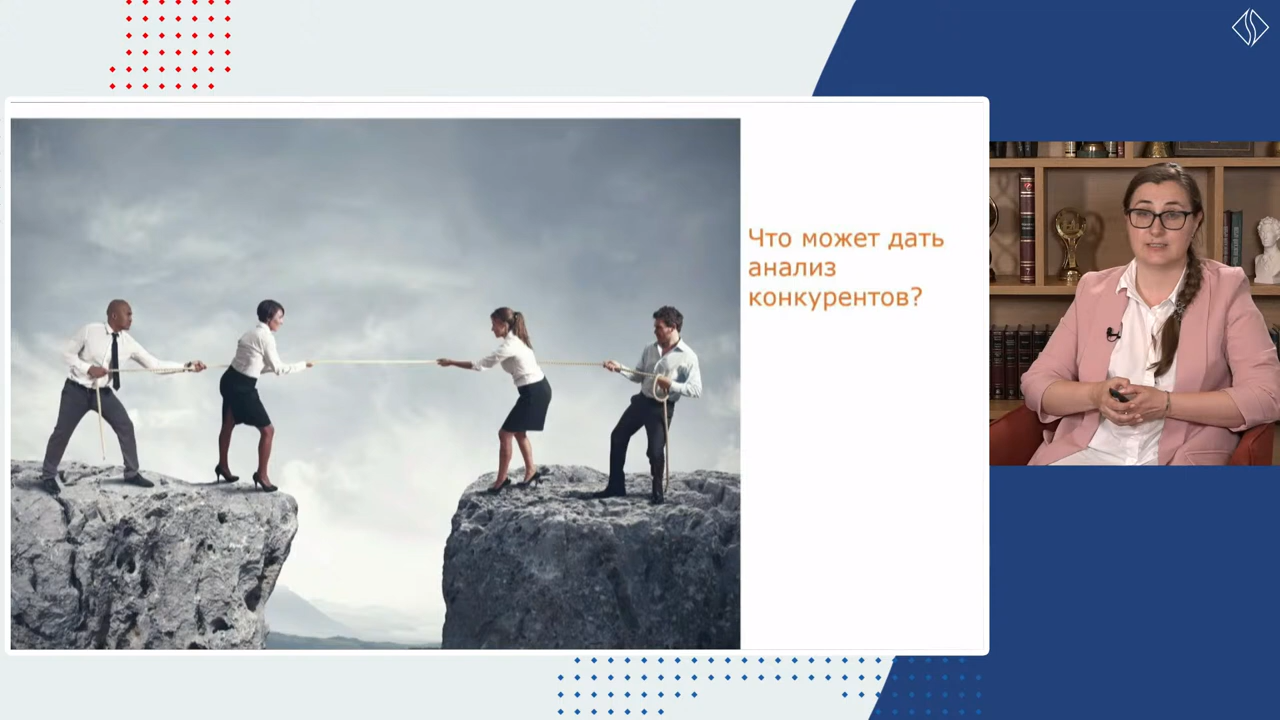 Что может дать
анализ
конкурентов?